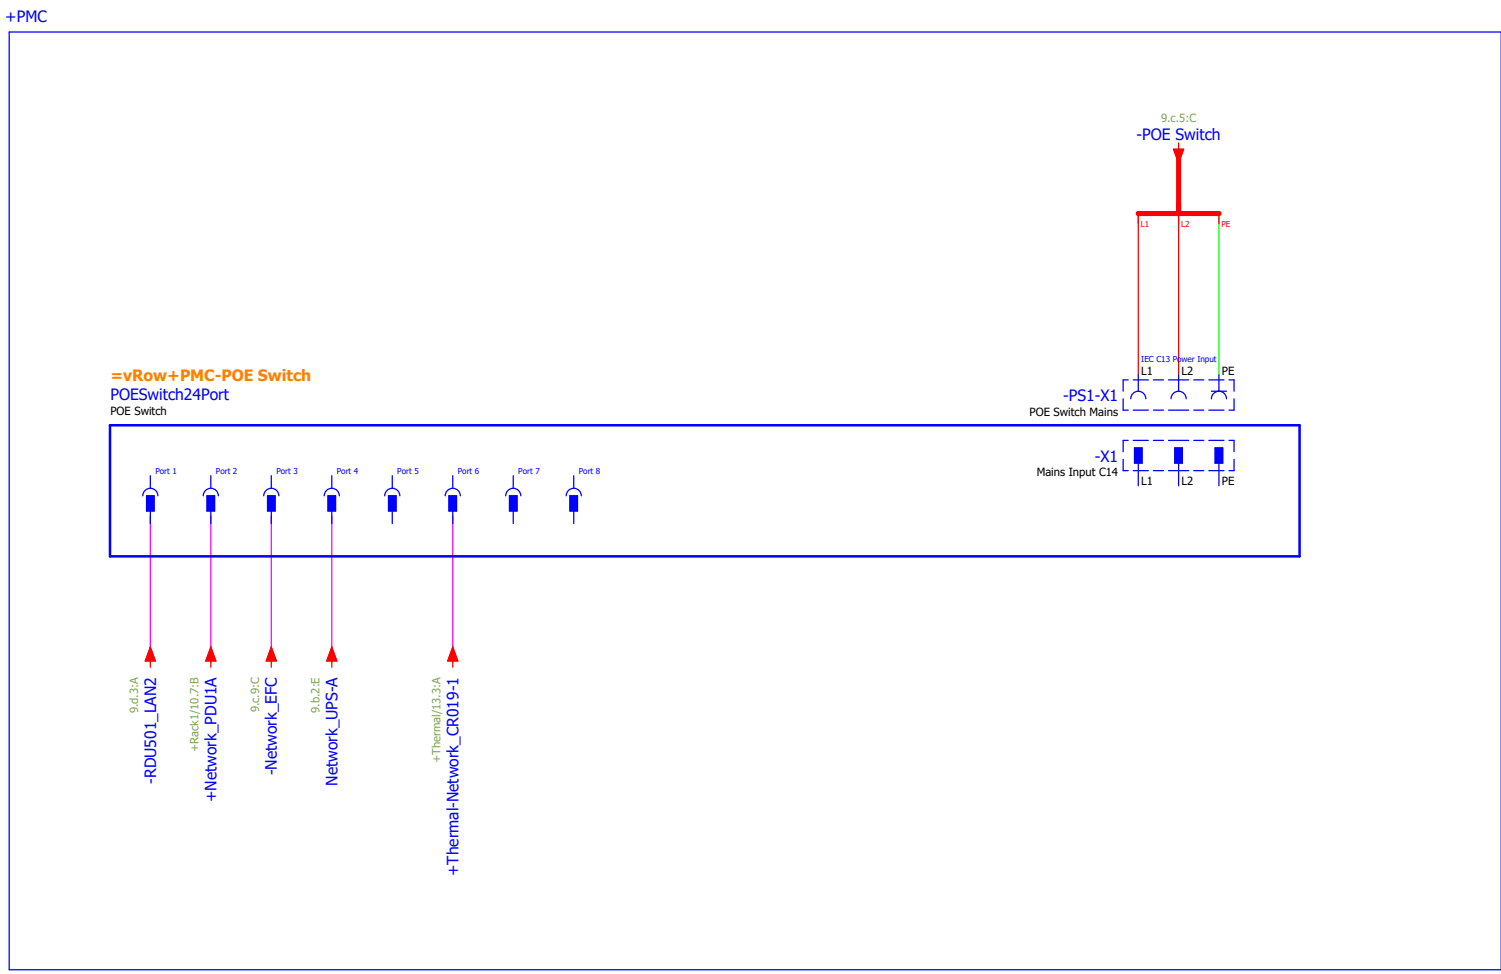 +PMC
9.c.5:C
-POE Switch
L1 L2 PE
IEC C13 Power Input
L1 L2 PE
-PS1-X1
POE Switch Mains
=vRow+PMC-POE Switch
POESwitch24Port
POE Switch
-X1
Mains Input C14
L1 L2 PE
Port 1 Port 2 Port 3 Port 4 Port 5 Port 6 Port 7 Port 8
9.d.3:A
-RDU501_LAN2
+Rack1/10.7:B
+Network_PDU1A
9.c.9:C
-Network_EFC
9.b.2:E
Network_UPS-A
+Thermal/13.3:A
+Thermal-Network_CR019-1